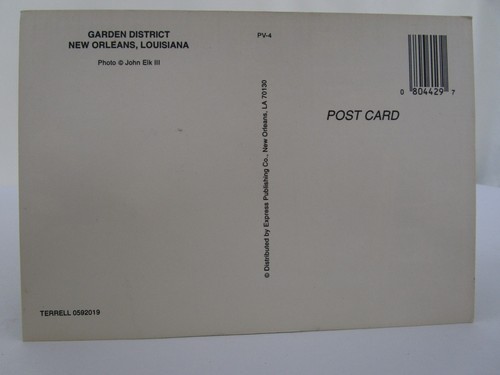 GARDEN DISTRICT
NEW ORLEANS, LOUISIANA
Photo © John Elk III
PV-4
0 804429 7
POST CARD
© Distributed by Express Publishing Co., New Orleans, LA 70130
TERRELL 0592019